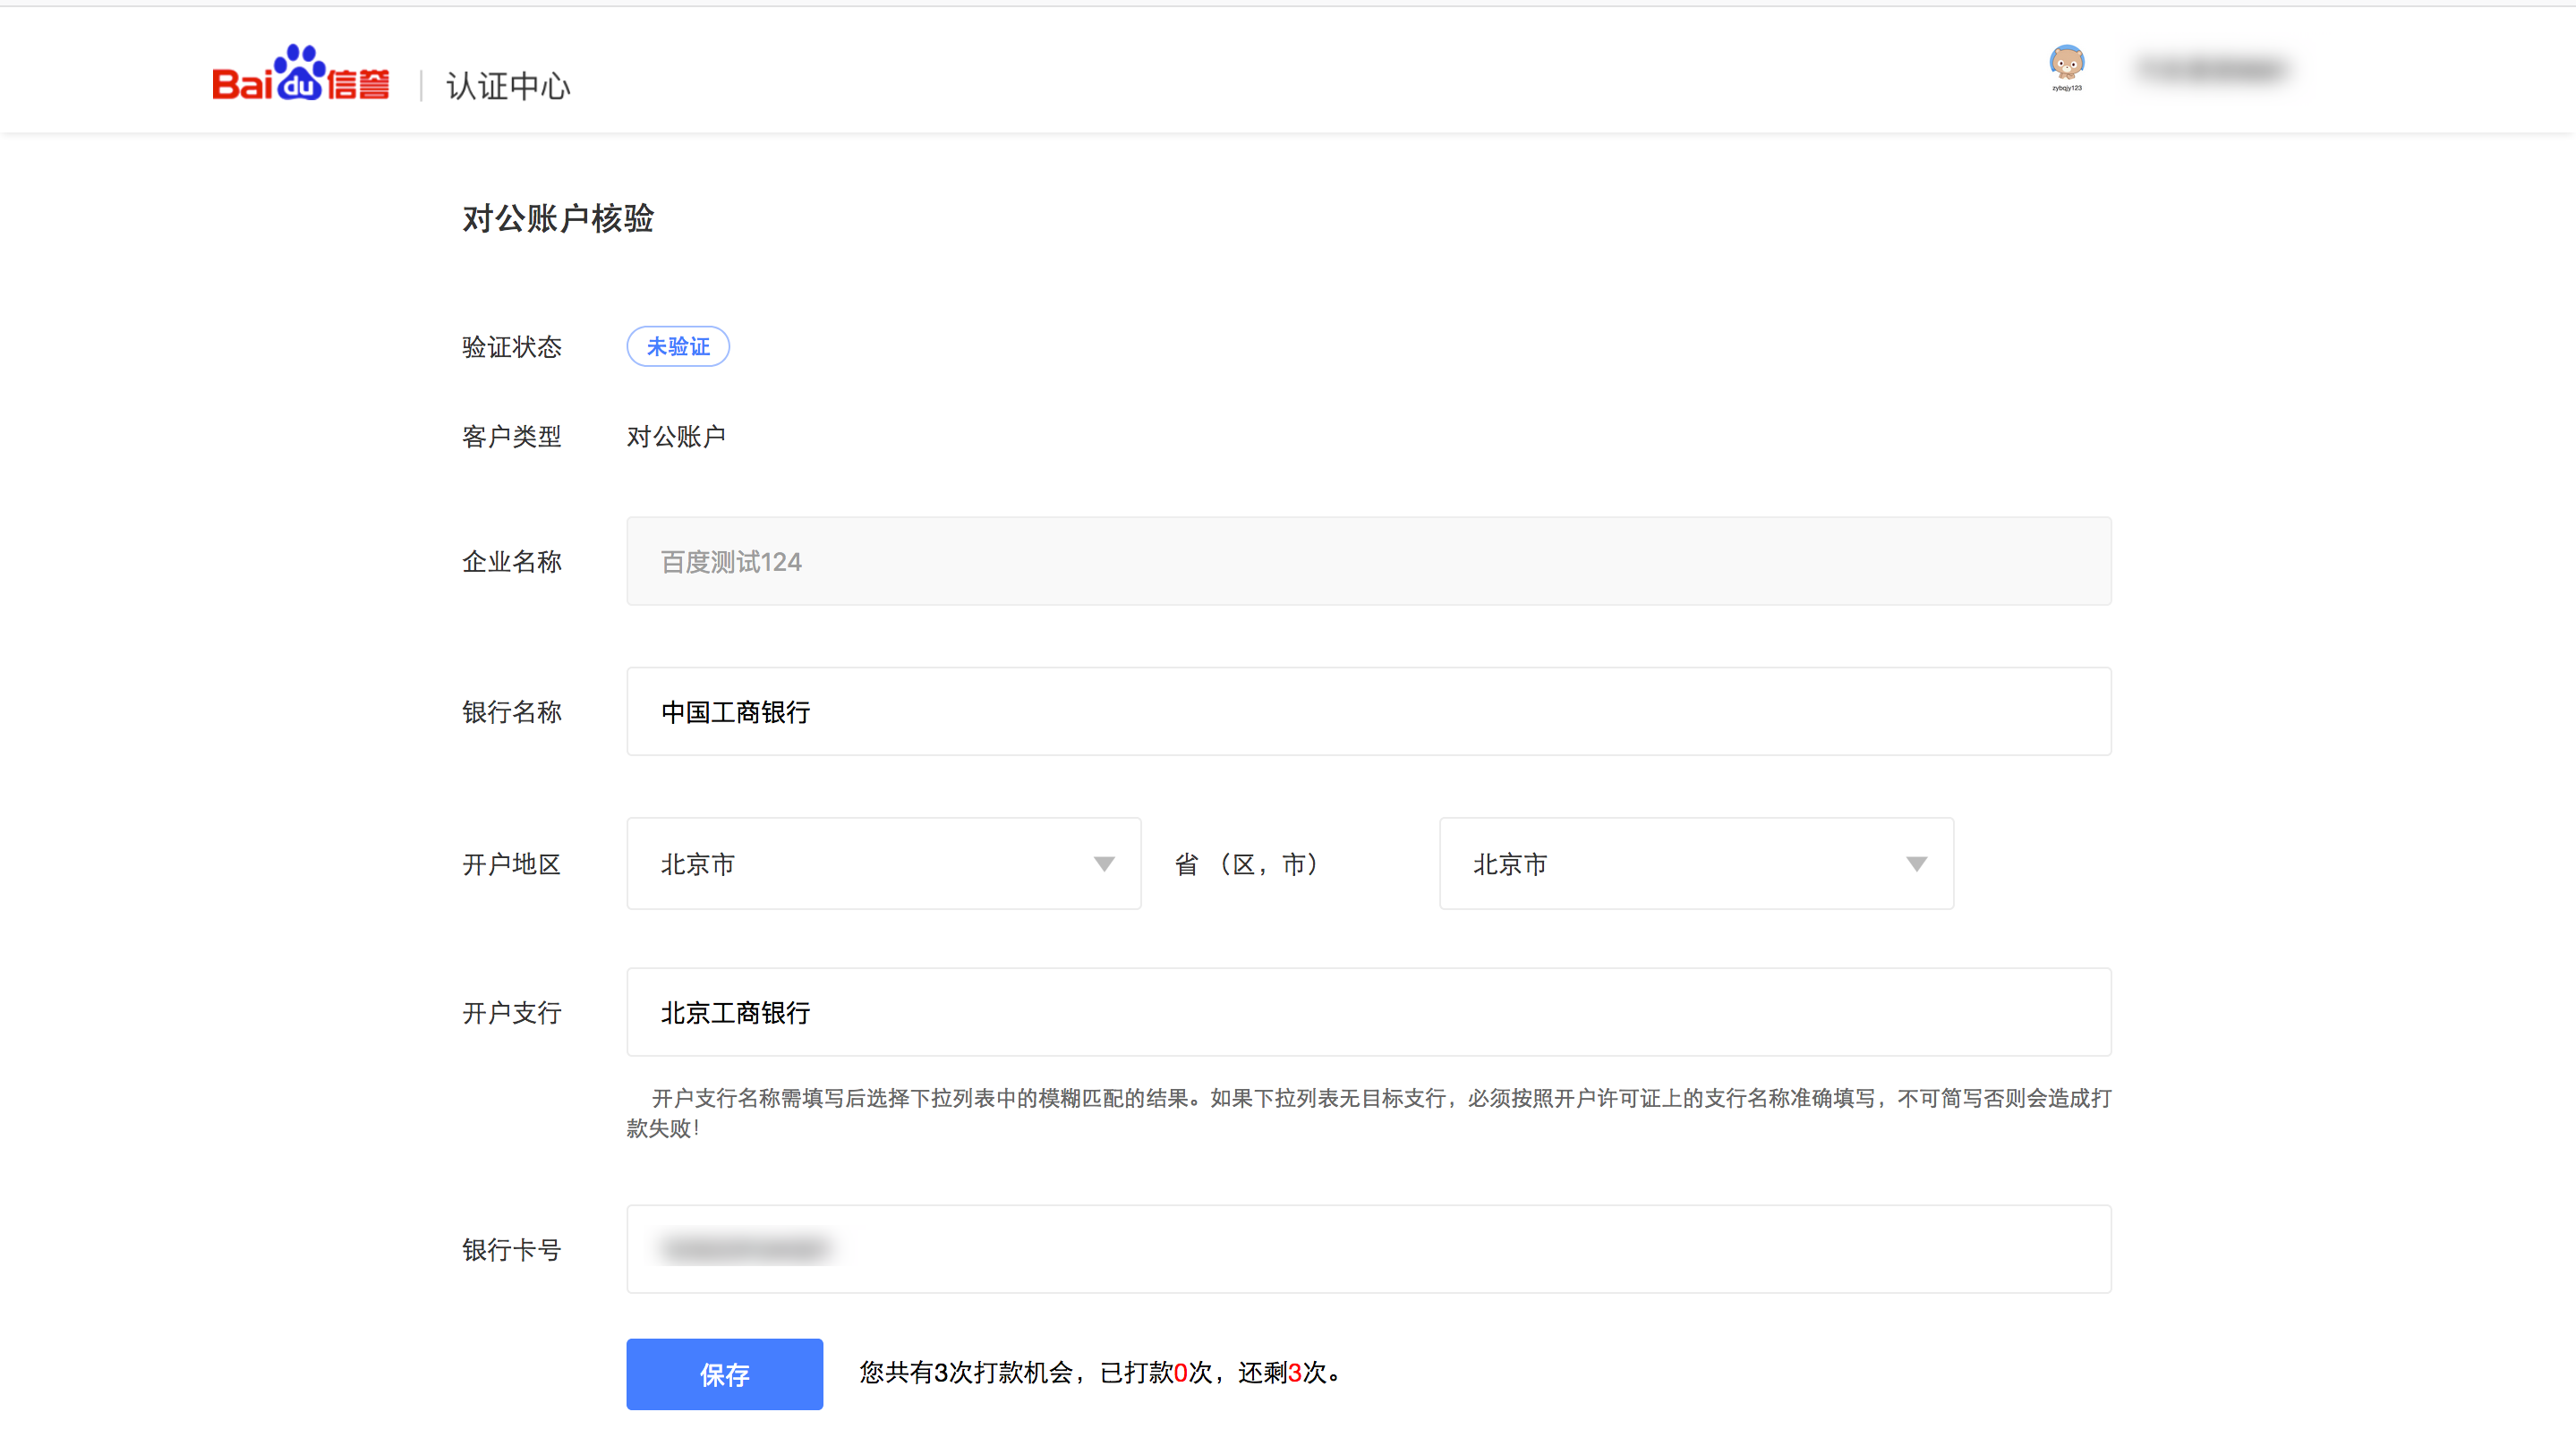 Bai du 信誉 | 认证中心
zybqjy123
对公账户核验
验证状态 未验证
客户类型 对公账户
企业名称 百度测试124
银行名称 中国工商银行
开户地区 北京市 省 （区，市） 北京市
开户支行 北京工商银行
开户支行名称需填写后选择下拉列表中的模糊匹配的结果。如果下拉列表无目标支行，必须按照开户许可证上的支行名称准确填写，不可简写否则会造成打
款失败！
银行卡号
保存 您共有3次打款机会，已打款0次，还剩3次。